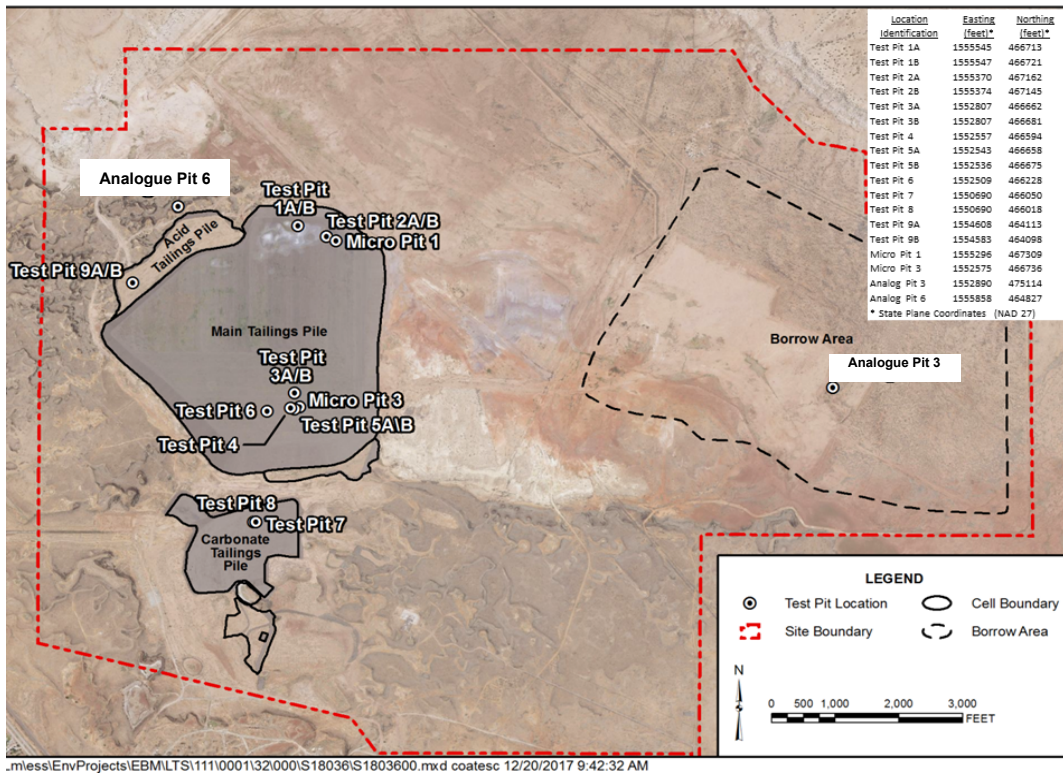 Location Easting Northing
Identification (feet)* (feet)*
Test Pit 1A 1555545 466713
Test Pit 1B 1555547 466721
Test Pit 2A 1555370 467162
Test Pit 2B 1555374 467145
Test Pit 3A 1552807 466662
Test Pit 3B 1552807 466681
Test Pit 4 1552557 466594
Test Pit 5A 1552543 466658
Test Pit 5B 1552536 466675
Test Pit 6 1552509 466228
Test Pit 7 1550690 466050
Test Pit 8 1550690 466018
Test Pit 9A 1554608 464113
Test Pit 9B 1554583 464098
Micro Pit 1 1555296 467309
Micro Pit 3 1552575 466736
Analog Pit 3 1552890 475114
Analog Pit 6 1555858 464827
* State Plane Coordinates (NAD 27)
Analogue Pit 6
Test Pit
1A/B
Test Pit 2A/B
Micro Pit 1
Acid
Tailings Pile
Test Pit 9A/B
Main Tailings Pile
Borrow Area
Analogue Pit 3
Test Pit
3A/B
Micro Pit 3
Test Pit 6
Test Pit 5A\B
Test Pit 4
Test Pit 8
Test Pit 7
Carbonate
Tailings
Pile
LEGEND
Test Pit Location
Cell Boundary
Site Boundary
Borrow Area
N
0 500 1,000 2,000 3,000
FEET
.m\ess\EnvProjects\EBM\LTS\111\0001\32\000\S18036\S1803600.mxd coatesc 12/20/2017 9:42:32 AM